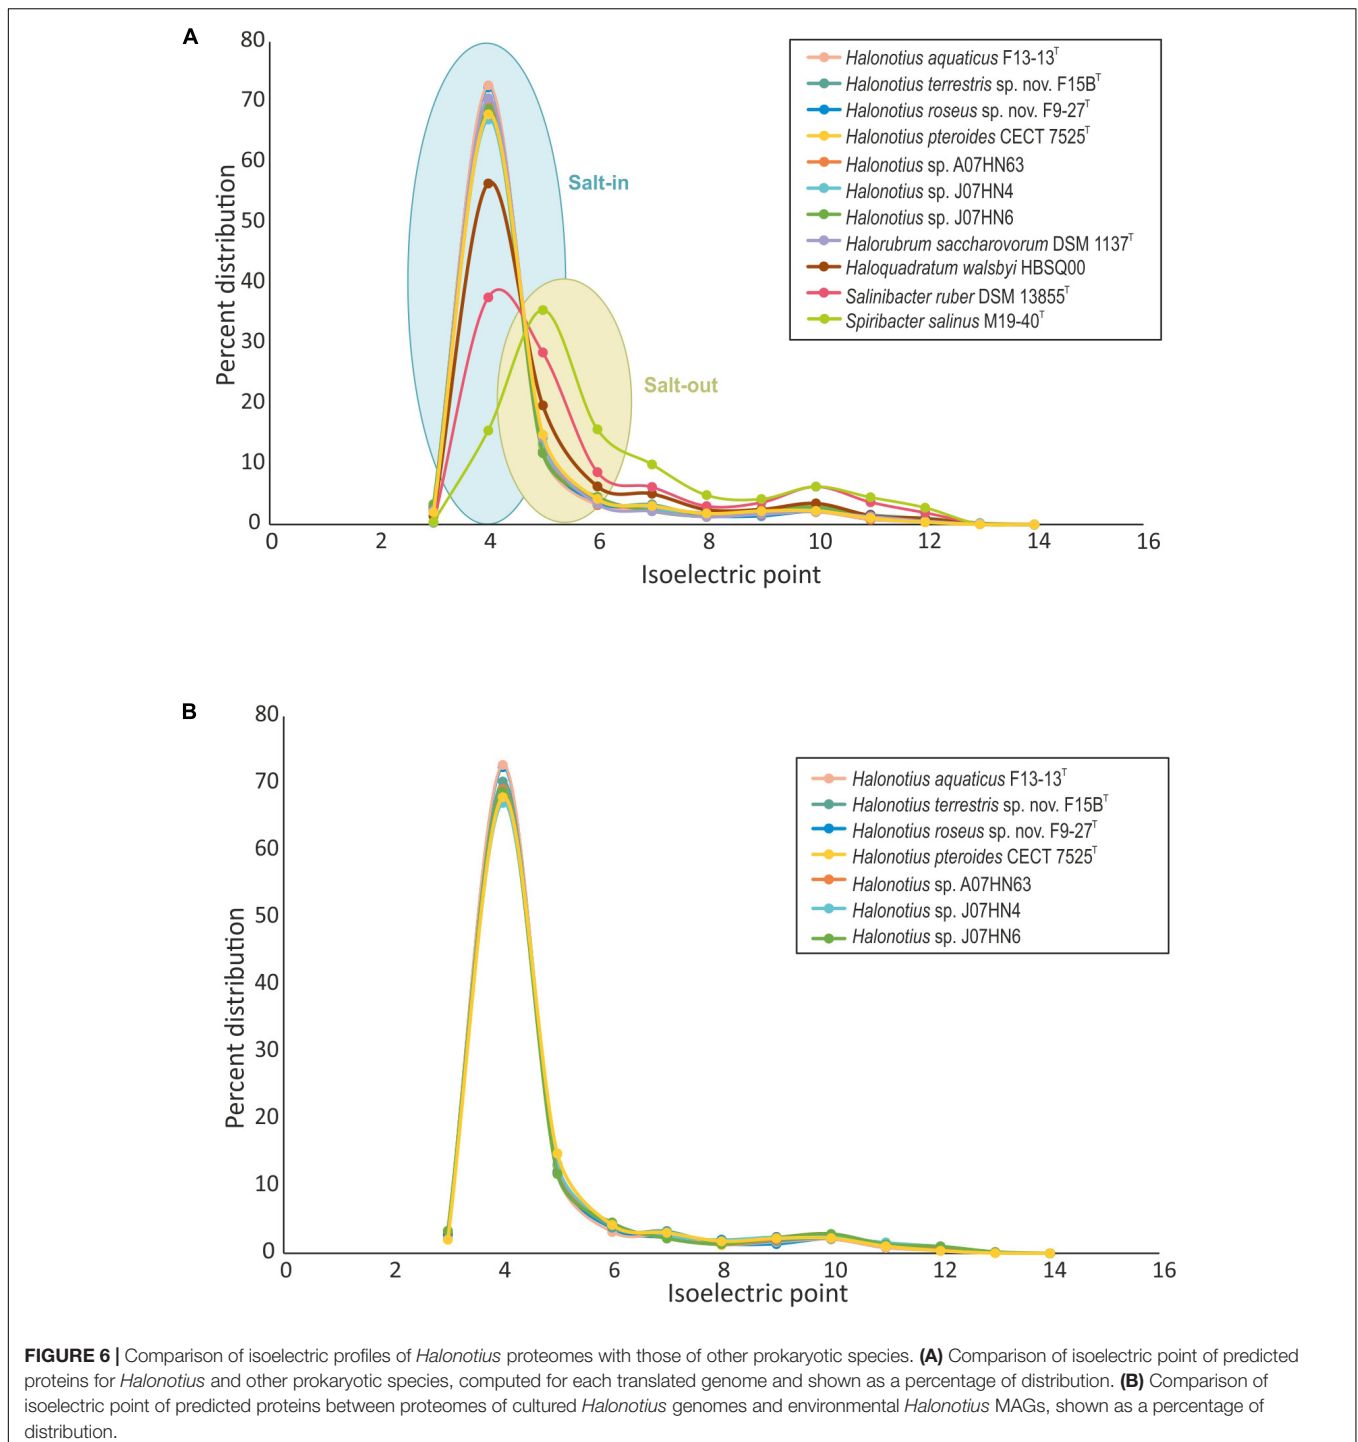 A
80
70
60
50
40
30
20
10
0
Percent distribution
0 2 4 6 8 10 12 14 16
Isoelectric point
Salt-in
Salt-out
Halonotius aquaticus F13-13T
Halonotius terrestris sp. nov. F15BT
Halonotius roseus sp. nov. F9-27T
Halonotius pteroides CECT 7525T
Halonotius sp. A07HN63
Halonotius sp. J07HN4
Halonotius sp. J07HN6
Halorubrum saccharovorum DSM 1137T
Haloquadratum walsbyi HBSQ00
Salinibacter ruber DSM 13855T
Spiribacter salinus M19-40T
B
80
70
60
50
40
30
20
10
0
Percent distribution
0 2 4 6 8 10 12 14 16
Isoelectric point
Halonotius aquaticus F13-13T
Halonotius terrestris sp. nov. F15BT
Halonotius roseus sp. nov. F9-27T
Halonotius pteroides CECT 7525T
Halonotius sp. A07HN63
Halonotius sp. J07HN4
Halonotius sp. J07HN6
FIGURE 6 | Comparison of isoelectric profiles of Halonotius proteomes with those of other prokaryotic species. (A) Comparison of isoelectric point of predicted
proteins for Halonotius and other prokaryotic species, computed for each translated genome and shown as a percentage of distribution. (B) Comparison of
isoelectric point of predicted proteins between proteomes of cultured Halonotius genomes and environmental Halonotius MAGs, shown as a percentage of
distribution.